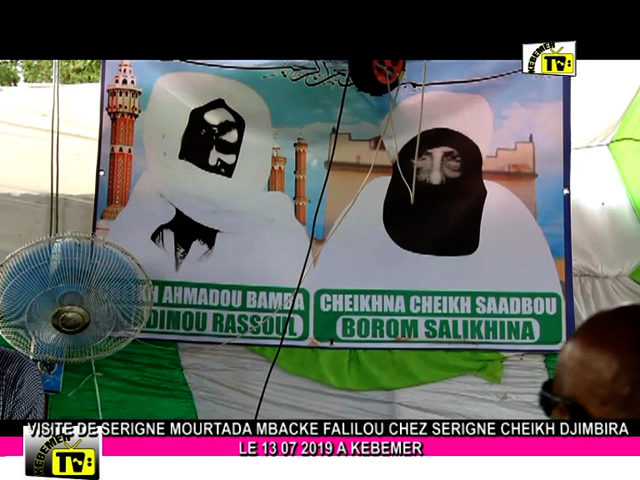 KEBEMER
TV
I AHMADOU BAMBA
DINOU RASSOUL
CHEIKHNA CHEIKH SAADBOU
BOROM SALIKHINA
VISITE DE SERIGNE MOURTADA MBACKE FALILOU CHEZ SERIGNE CHEIKH DJIMBIRA
LE 13 07 2019 A KEBEMER
KEBEMER
TV